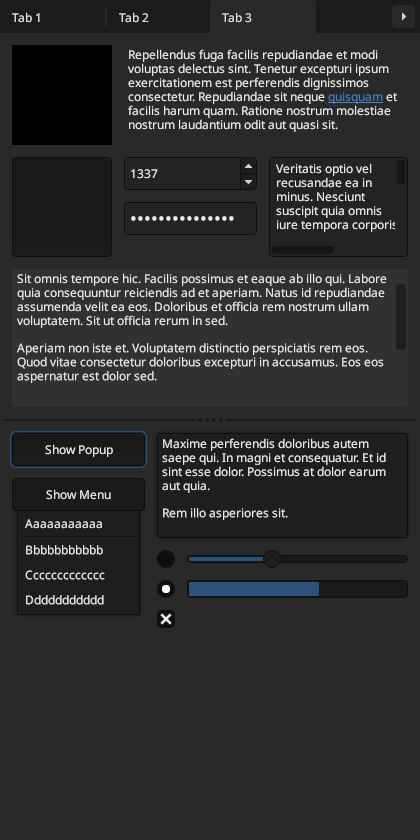 Tab 1
Tab 2
Tab 3
Repellendus fuga facilis repudiandae et modi
voluptas delectus sint. Tenetur excepturi ipsum
exercitationem est perferendis dignissimos
consectetur. Repudiandae sit neque quisquam et
facilis harum quam. Ratione nostrum molestiae
nostrum laudantium odit aut quasi sit.
1337
Veritatis optio vel
recusandae ea in
minus. Nesciunt
suscipit quia omnis
iure tempora corporis
Sit omnis tempore hic. Facilis possimus et eaque ab illo qui. Labore
quia consequuntur reiciendis ad et aperiam. Natus id repudiandae
assumenda velit ea eos. Doloribus et officia rem nostrum ullam
voluptatem. Sit ut officia rerum in sed.
Aperiam non iste et. Voluptatem distinctio perspiciatis rem eos.
Quod vitae consectetur doloribus excepturi in accusamus. Eos eos
aspernatur est dolor sed.
Show Popup
Show Menu
Aaaaaaaaaaa
Bbbbbbbbbbb
Cccccccccccc
Ddddddddddd
Maxime perferendis doloribus autem
saepe qui. In magni et consequatur. Et id
sint esse dolor. Possimus at dolor earum
aut quia.
Rem illo asperiores sit.